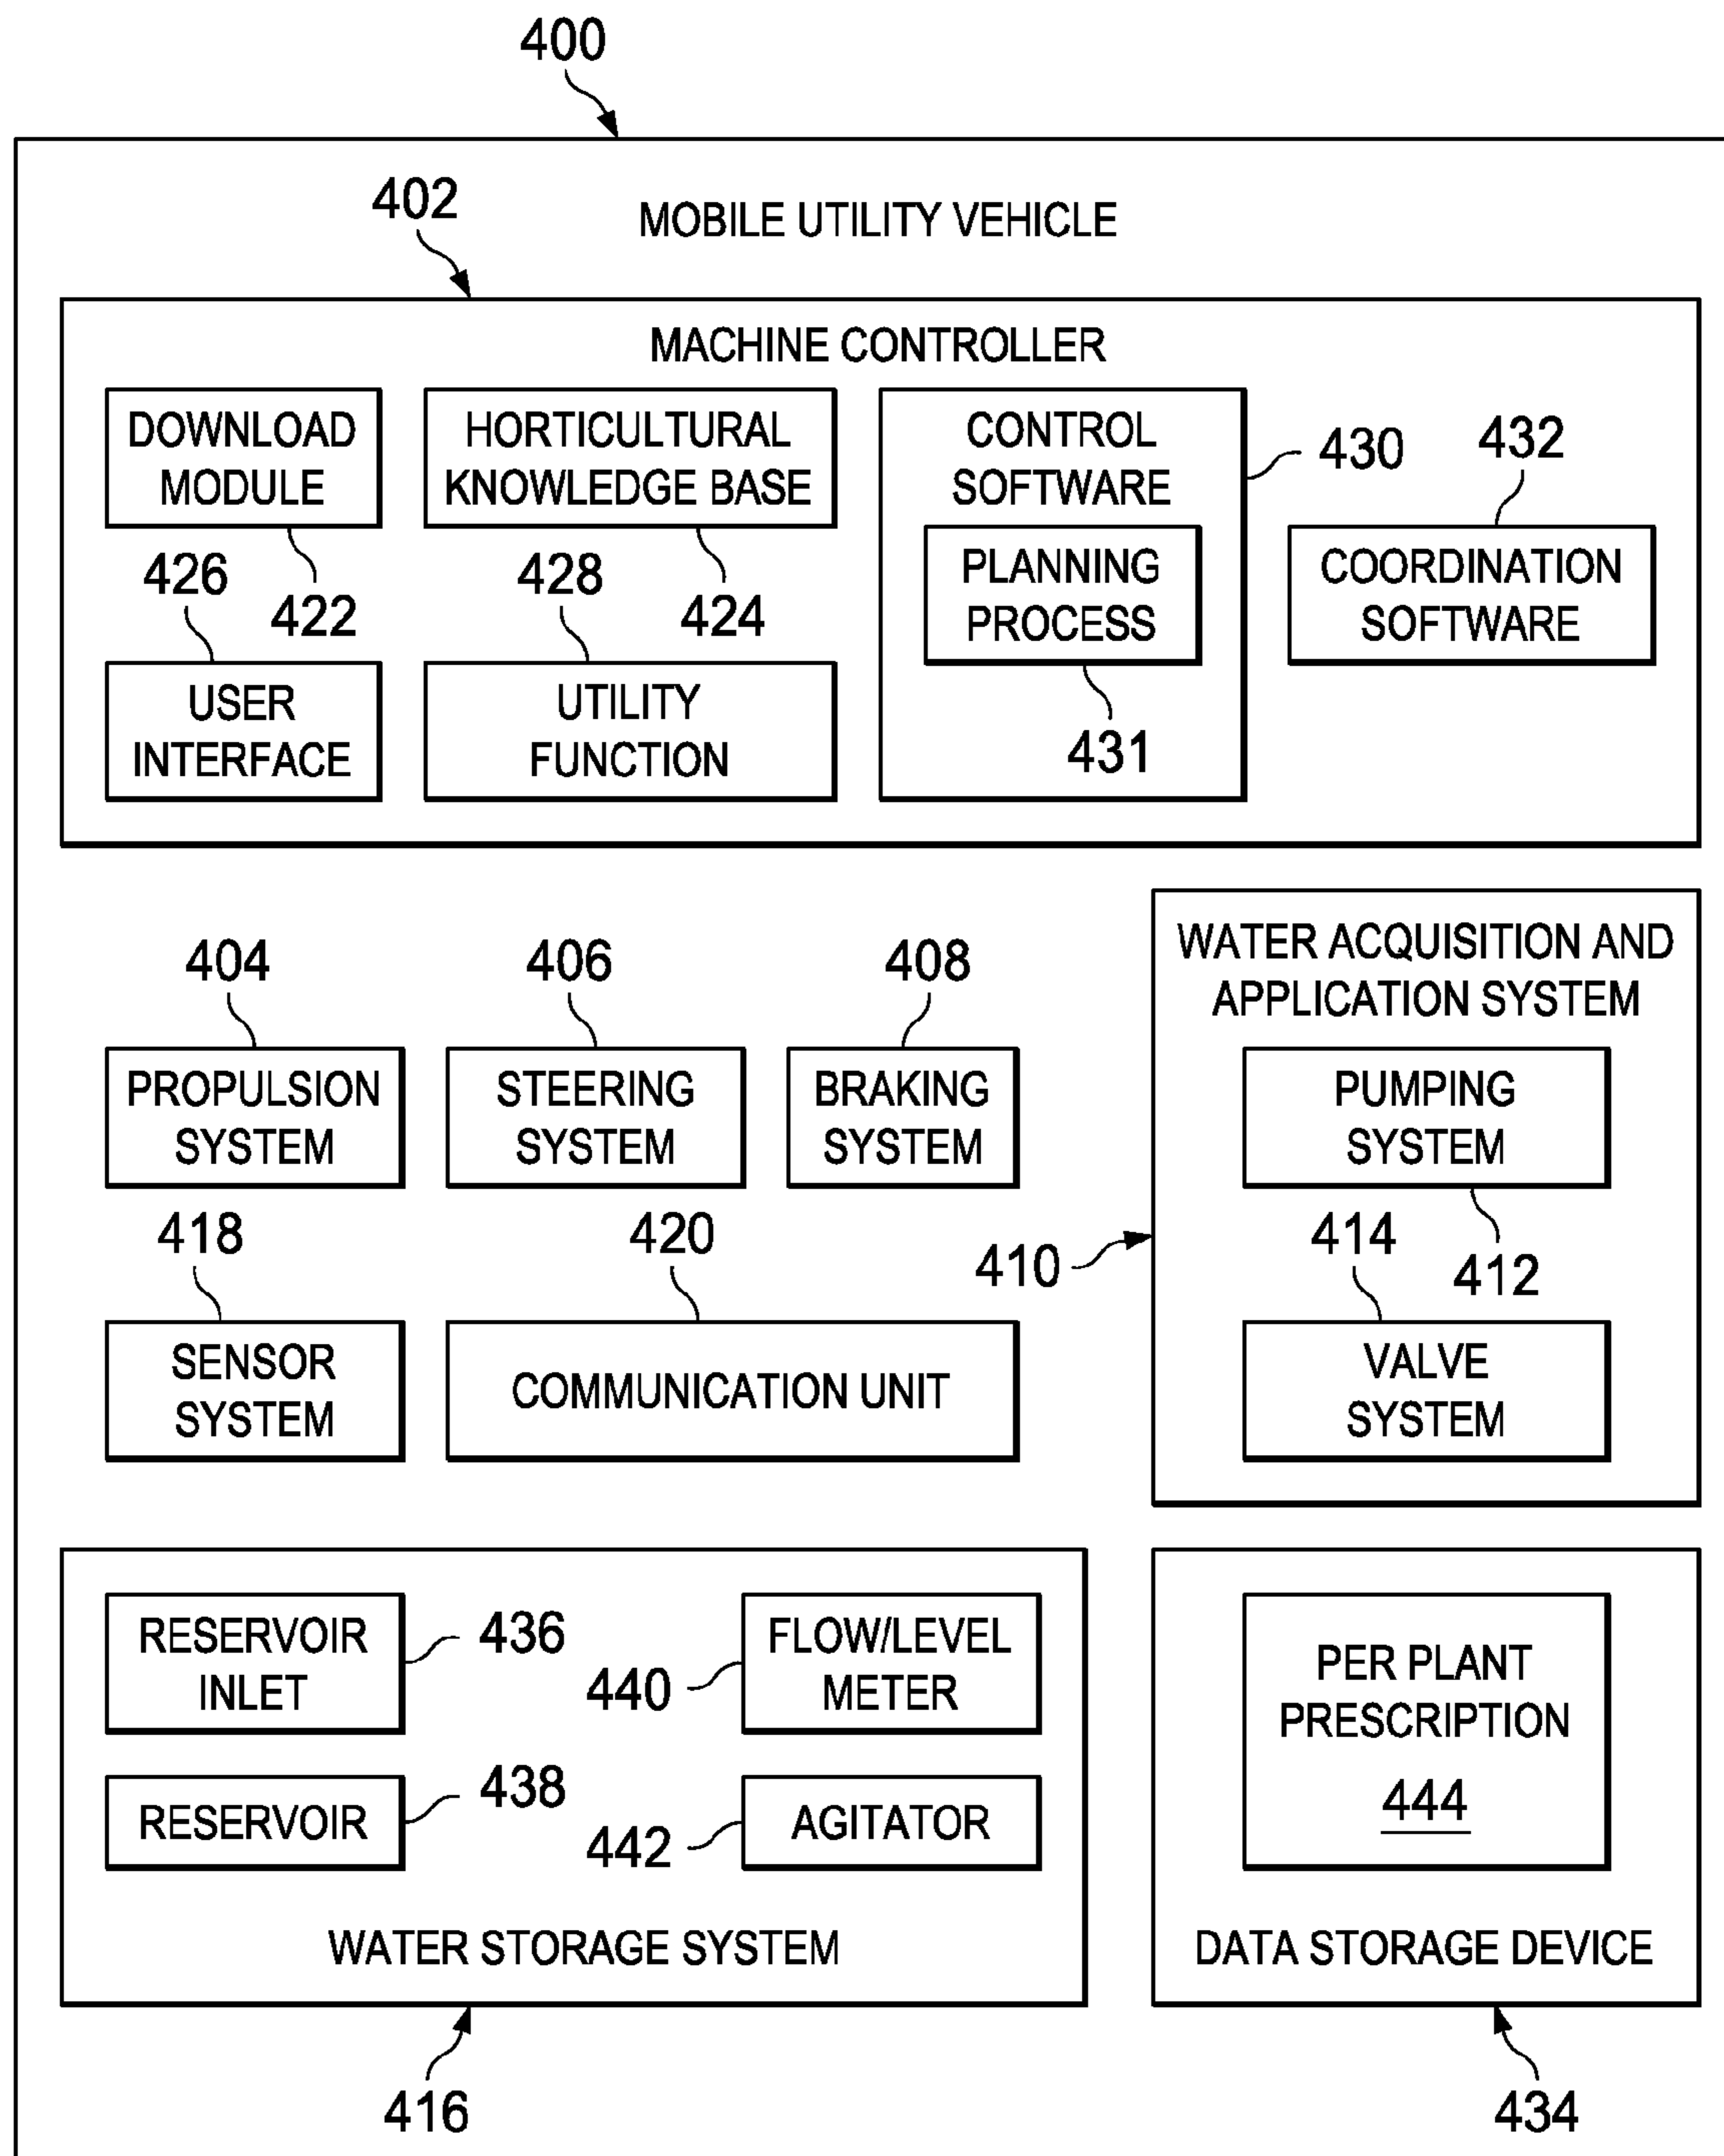 400
402
MOBILE UTILITY VEHICLE
MACHINE CONTROLLER
DOWNLOAD
MODULE
422
HORTICULTURAL
KNOWLEDGE BASE
424
CONTROL
SOFTWARE
430
PLANNING
PROCESS
431
432
COORDINATION
SOFTWARE
426
USER
INTERFACE
428
UTILITY
FUNCTION
404
PROPULSION
SYSTEM
406
STEERING
SYSTEM
408
BRAKING
SYSTEM
WATER ACQUISITION AND
APPLICATION SYSTEM
PUMPING
SYSTEM
412
410
414
VALVE
SYSTEM
418
SENSOR
SYSTEM
420
COMMUNICATION UNIT
RESERVOIR
INLET
436
440
FLOW/LEVEL
METER
RESERVOIR
438
442
AGITATOR
WATER STORAGE SYSTEM
416
PER PLANT
PRESCRIPTION
444
DATA STORAGE DEVICE
434